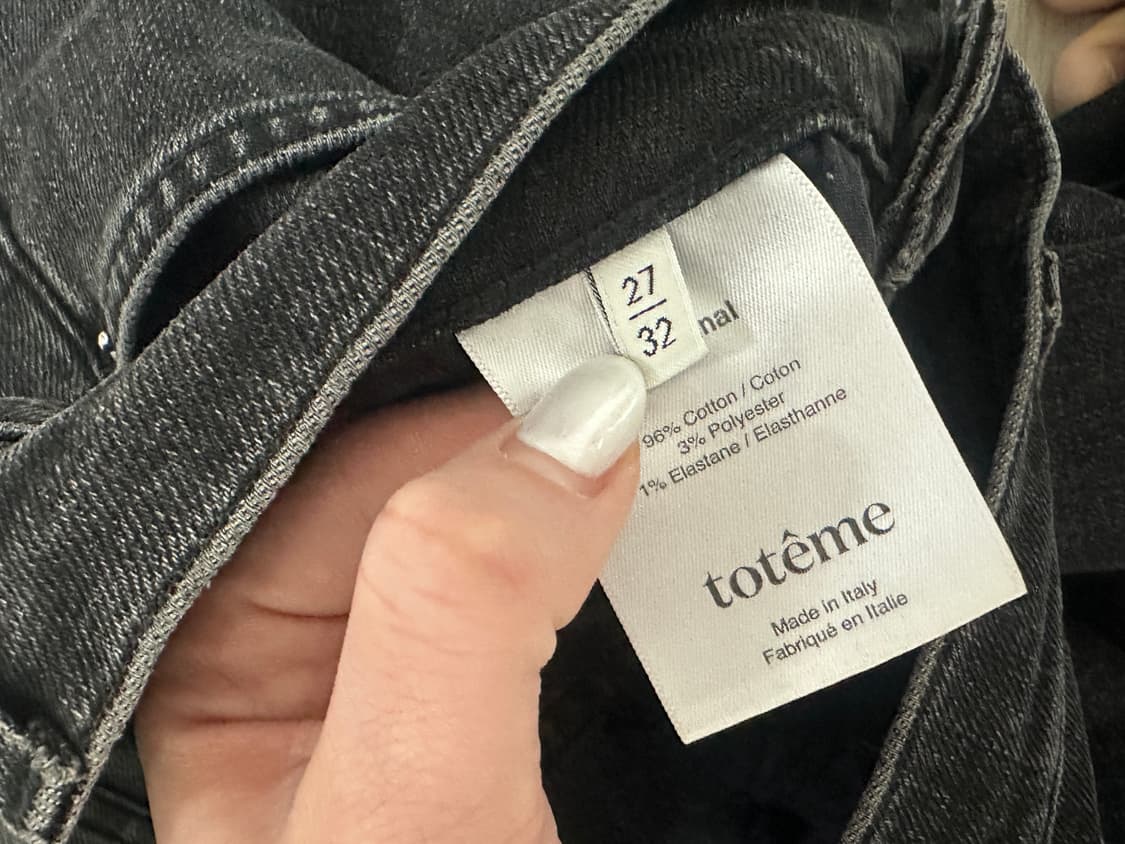 27
32
nal
96% Cotton / Coton
3% Polyester
1% Elastane / Elasthanne
totême
Made in Italy
Fabriqué en Italie